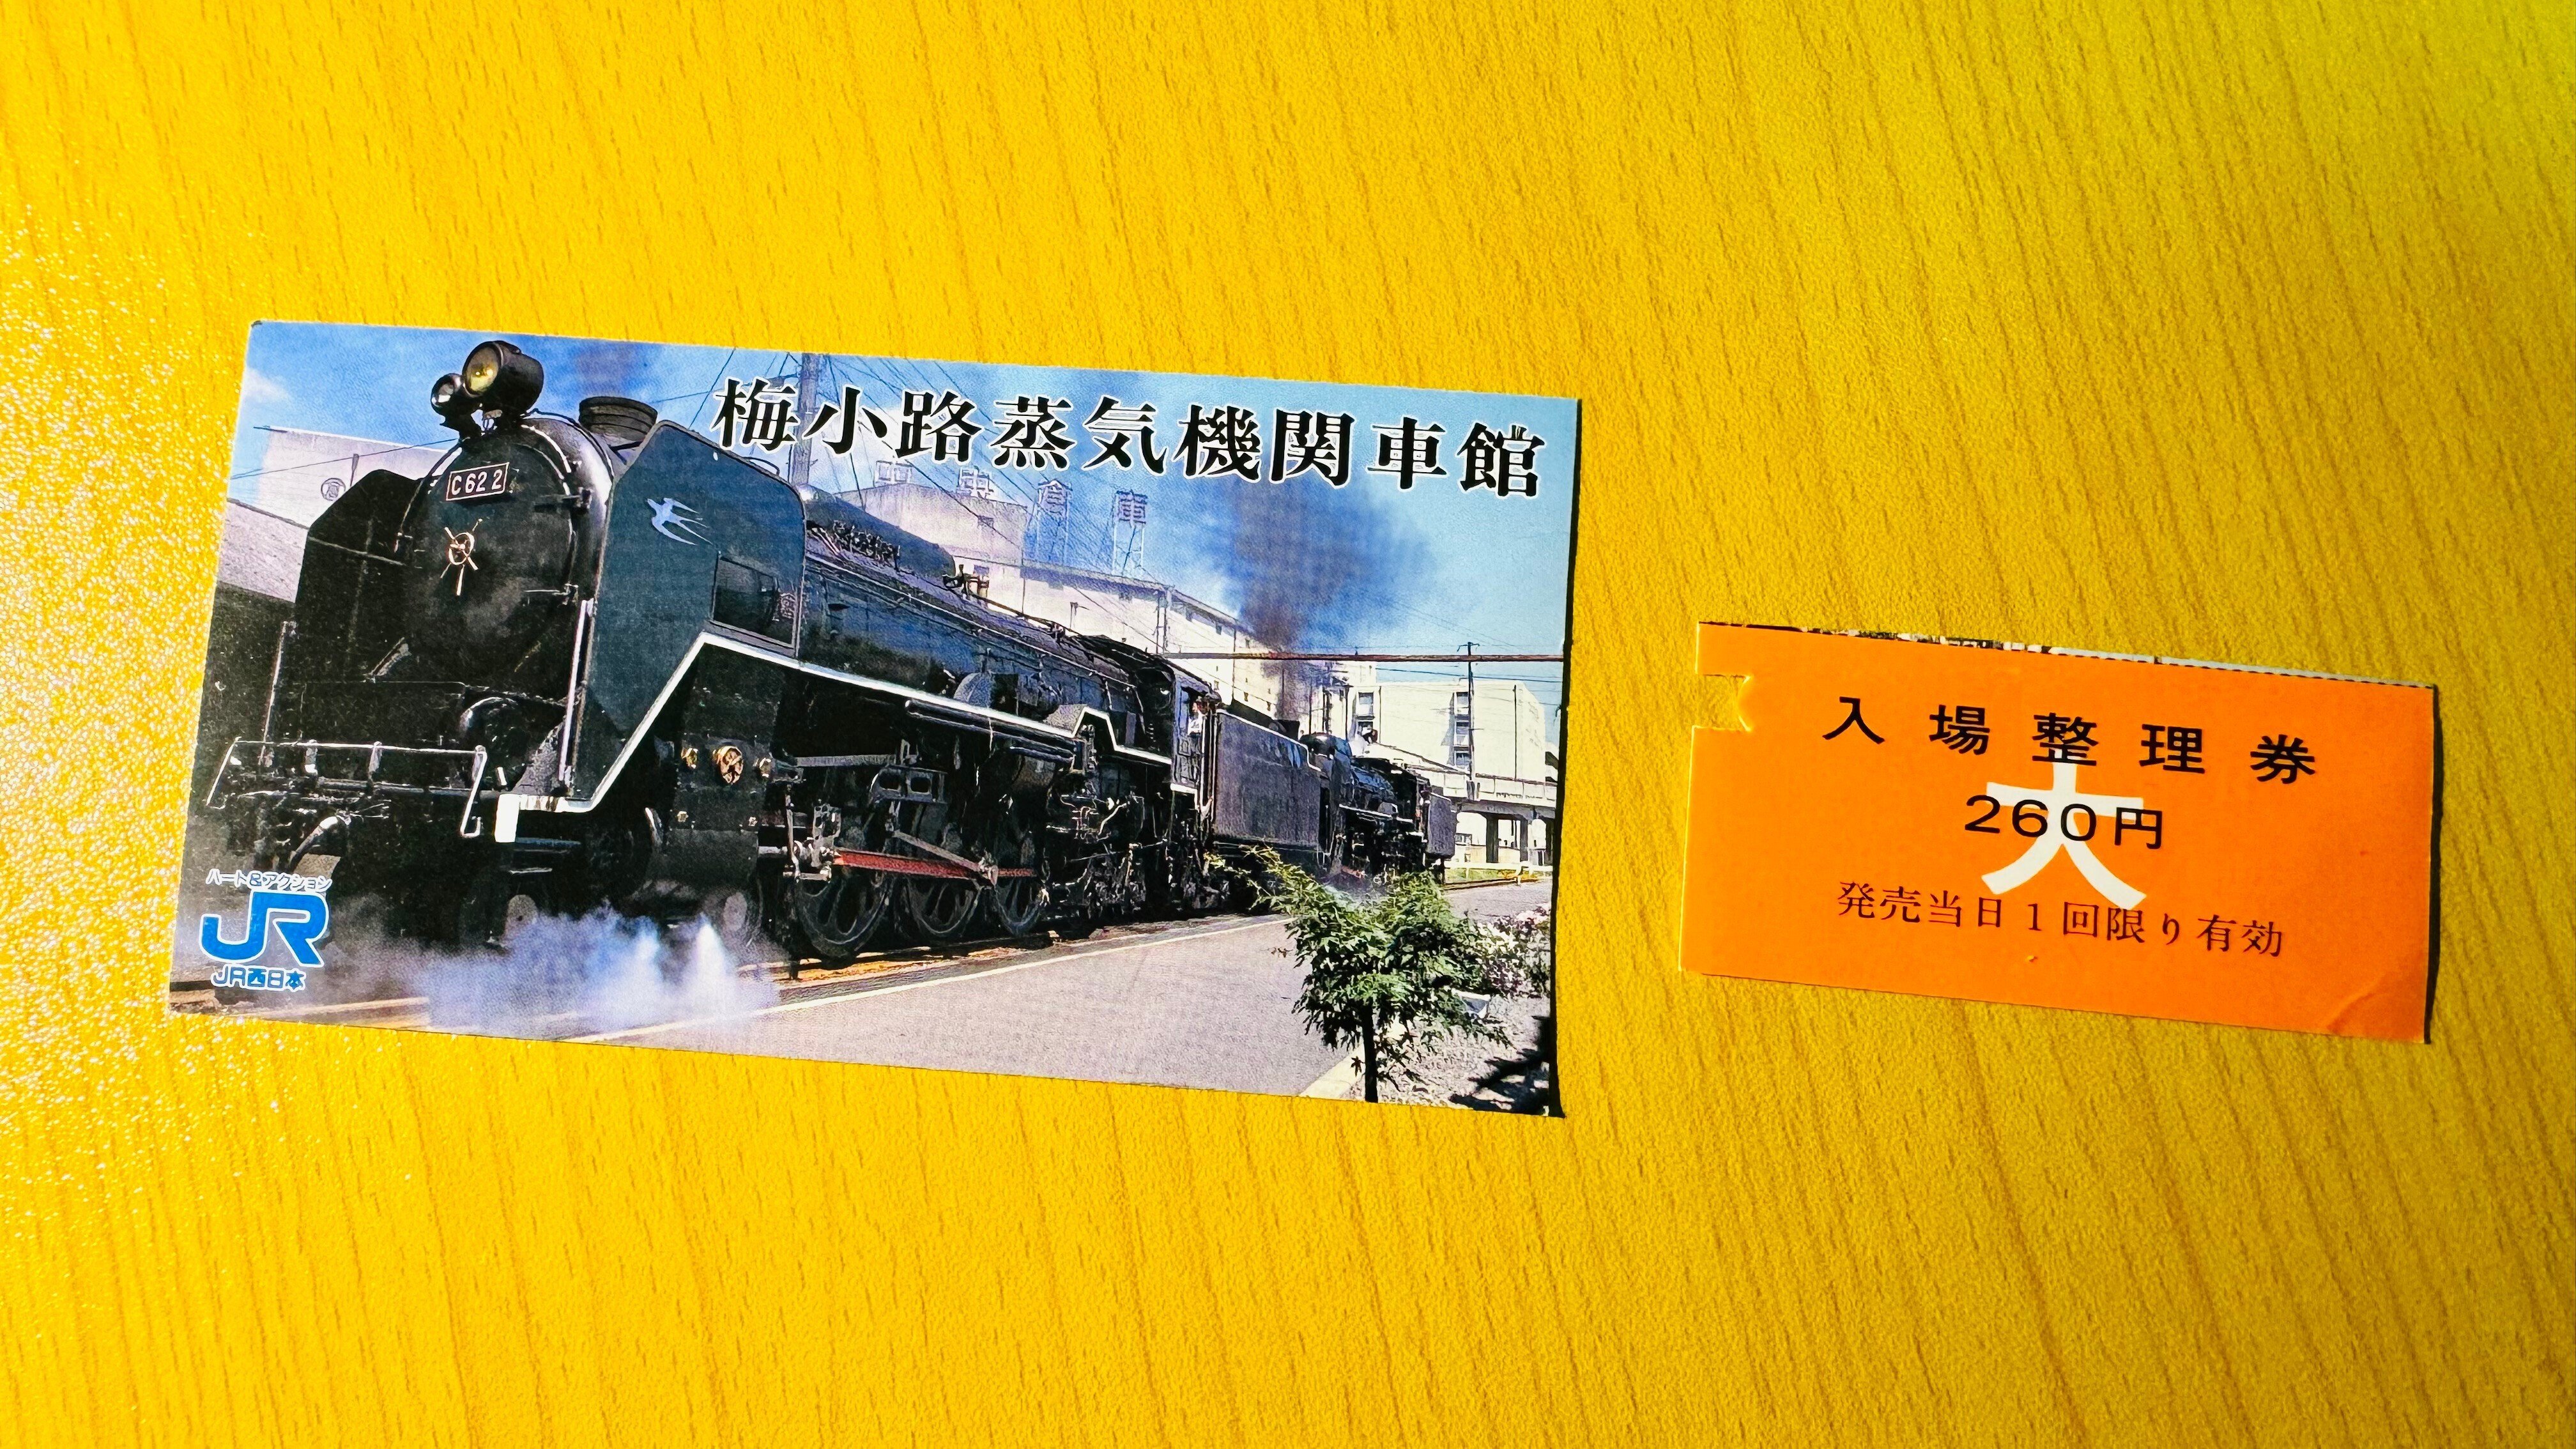 梅小路蒸気機関車館
C62 2
倉庫
ハート&アクション
JR
JR西日本
入場整理券
大
260円
発売当日1回限り有効